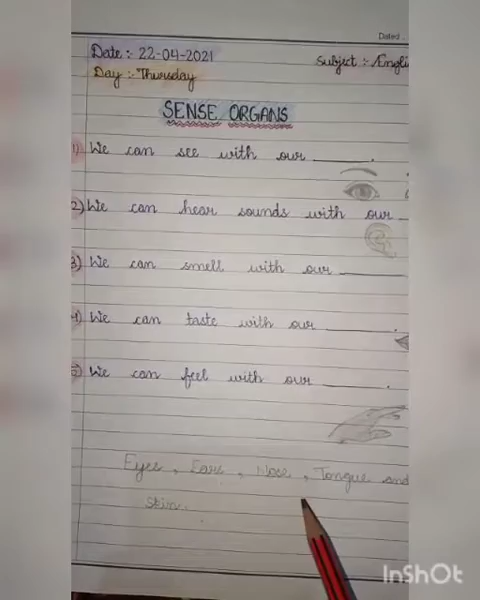 Dated
Date :- 22-04-2021
Subject :- Engli
Day :- Thursday
SENSE ORGANS
1) We can see with our ______.
2) We can hear sounds with our
3) We can smell with our ______
4) We can taste with our ______.
5) We can feel with our ______.
Eyes, Ears, Nose, Tongue and
skin.
InShOt